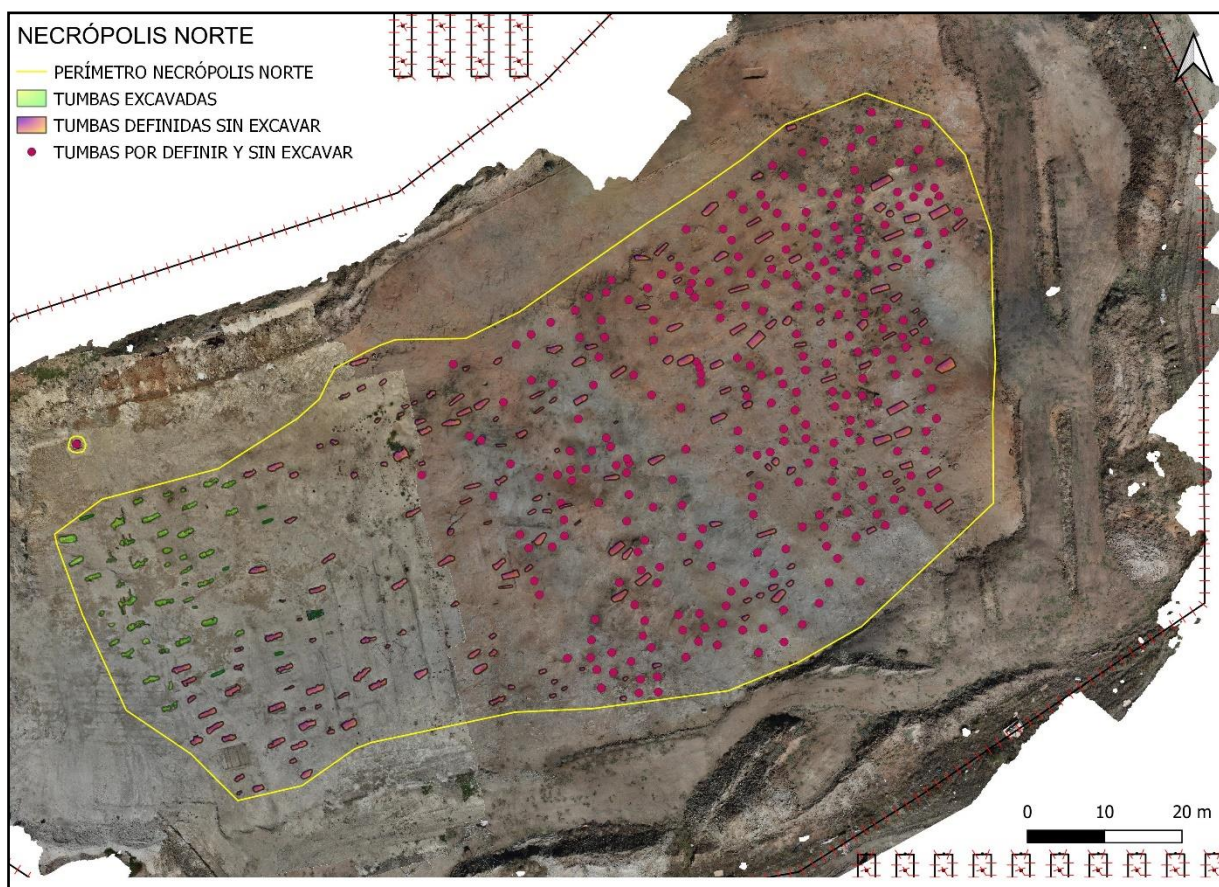 NECRÓPOLIS NORTE
PERÍMETRO NECRÓPOLIS NORTE
TUMBAS EXCAVADAS
TUMBAS DEFINIDAS SIN EXCAVAR
TUMBAS POR DEFINIR Y SIN EXCAVAR
0 10 20 m